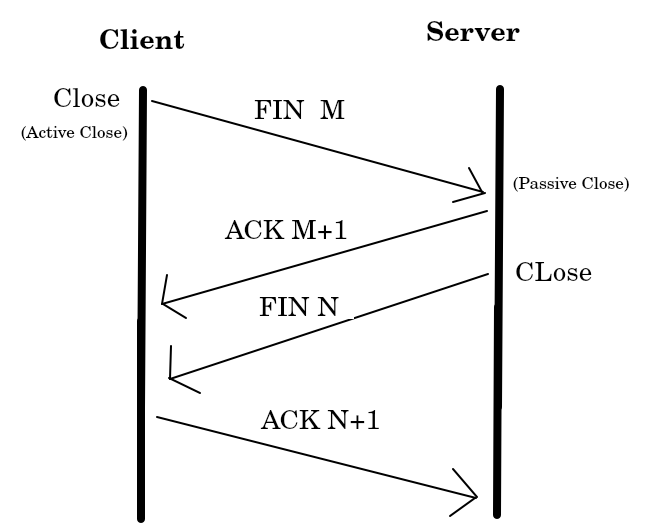 Client
Server
Close
(Active Close)
FIN M
(Passive Close)
ACK M+1
CLose
FIN N
ACK N+1